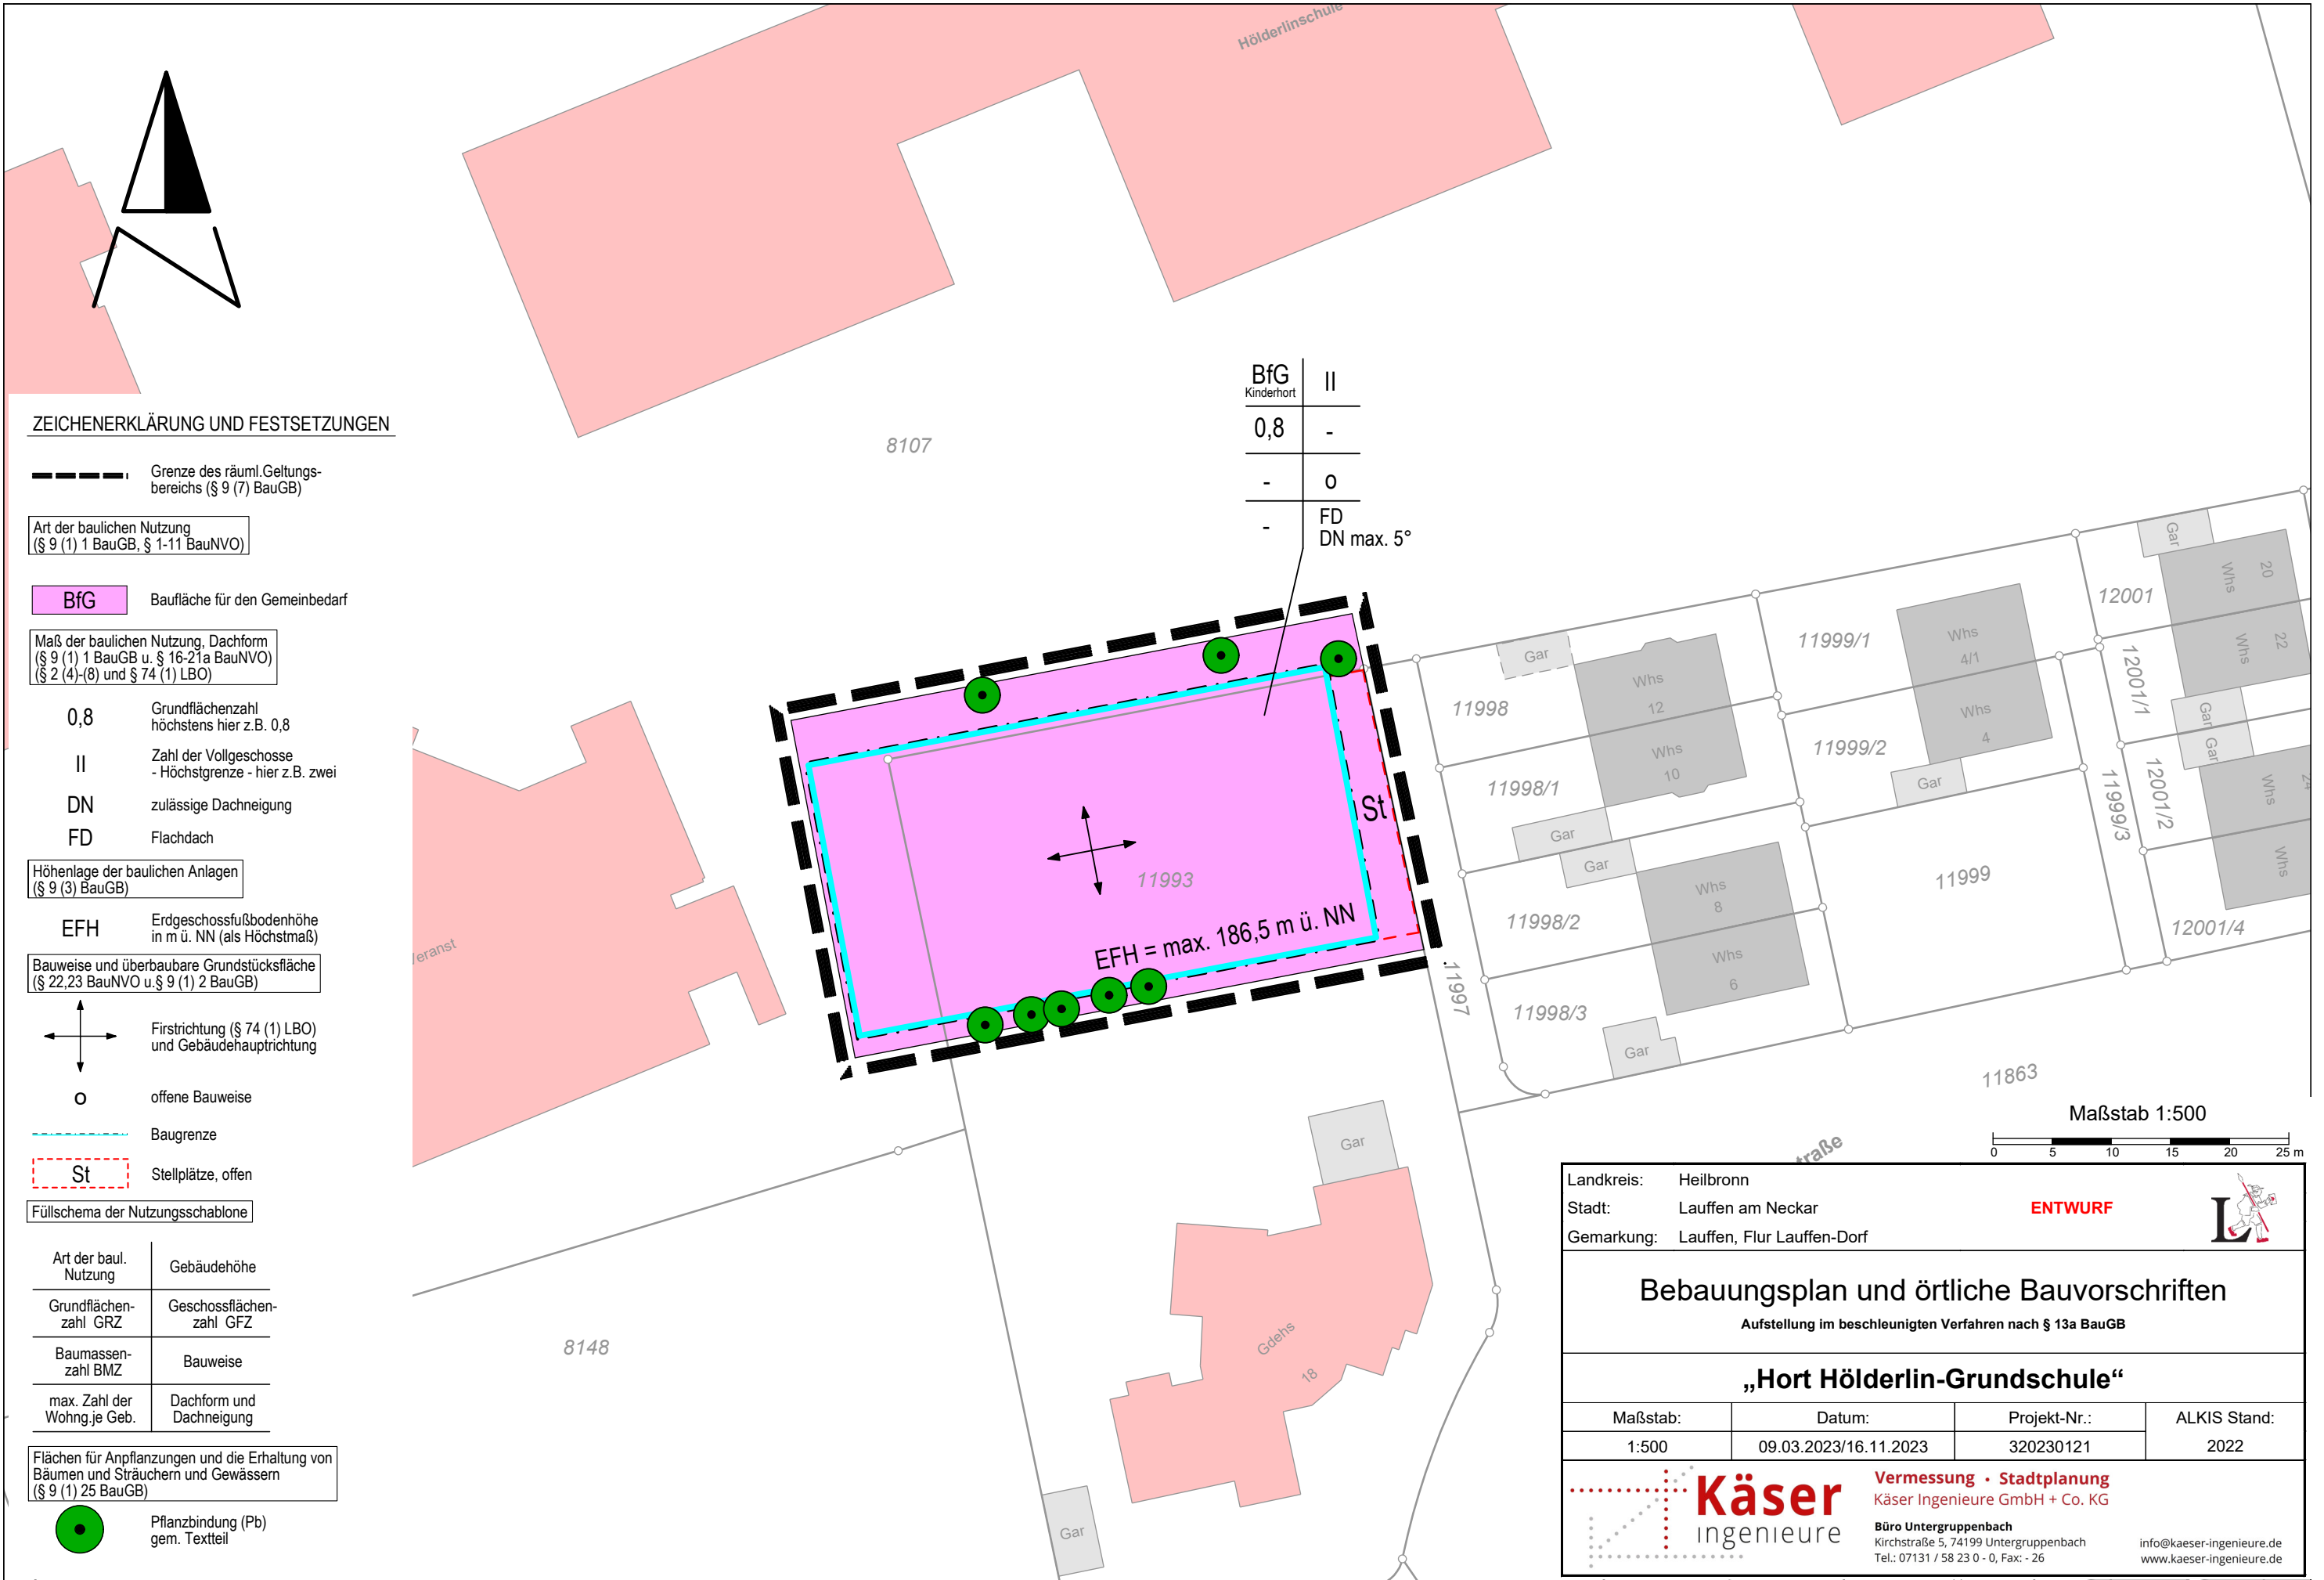 Hölderlinschule
BfG
Kinderhort
II
0,8
-
-
o
-
FD
DN max. 5°
ZEICHENERKLÄRUNG UND FESTSETZUNGEN
Grenze des räuml.Geltungs-
bereichs (§ 9 (7) BauGB)
Art der baulichen Nutzung
(§ 9 (1) 1 BauGB, § 1-11 BauNVO)
BfG
Baufläche für den Gemeinbedarf
Maß der baulichen Nutzung, Dachform
(§ 9 (1) 1 BauGB u. § 16-21a BauNVO)
(§ 2 (4)-(8) und § 74 (1) LBO)
0,8
Grundflächenzahl
höchstens hier z.B. 0,8
II
Zahl der Vollgeschosse
- Höchstgrenze - hier z.B. zwei
DN
zulässige Dachneigung
FD
Flachdach
Höhenlage der baulichen Anlagen
(§ 9 (3) BauGB)
EFH
Erdgeschossfußbodenhöhe
in m ü. NN (als Höchstmaß)
Bauweise und überbaubare Grundstücksfläche
(§ 22,23 BauNVO u.§ 9 (1) 2 BauGB)
Firstrichtung (§ 74 (1) LBO)
und Gebäudehauptrichtung
o
offene Bauweise
Baugrenze
St
Stellplätze, offen
Füllschema der Nutzungsschablone
Art der baul.
Nutzung
Gebäudehöhe
Grundflächen-
zahl GRZ
Geschossflächen-
zahl GFZ
Baumassen-
zahl BMZ
Bauweise
max. Zahl der
Wohng.je Geb.
Dachform und
Dachneigung
Flächen für Anpflanzungen und die Erhaltung von
Bäumen und Sträuchern und Gewässern
(§ 9 (1) 25 BauGB)
Pflanzbindung (Pb)
gem. Textteil
8107
11993
St
EFH = max. 186,5 m ü. NN
Veranst
8148
11997
Gar
11998
Whs
12
11998/1
Whs
10
Gar
Gar
11998/2
Whs
8
Whs
6
11998/3
Gar
11999/1
Whs
4/1
11999/2
Whs
4
Gar
11999
11999/3
12001
Gar
Whs
20
12001/1
Whs
22
Gar
Gar
12001/2
Whs
24
Whs
12001/4
11863
traße
Gar
Gdehs
18
Gar
Maßstab 1:500
0 5 10 15 20 25 m
Landkreis: Heilbronn
Stadt: Lauffen am Neckar
Gemarkung: Lauffen, Flur Lauffen-Dorf
ENTWURF
L
Bebauungsplan und örtliche Bauvorschriften
Aufstellung im beschleunigten Verfahren nach § 13a BauGB
„Hort Hölderlin-Grundschule“
Maßstab: Datum: Projekt-Nr.: ALKIS Stand:
1:500 09.03.2023/16.11.2023 320230121 2022
Käser
ingenieure
Vermessung • Stadtplanung
Käser Ingenieure GmbH + Co. KG
Büro Untergruppenbach
Kirchstraße 5, 74199 Untergruppenbach
Tel.: 07131 / 58 23 0 - 0, Fax: - 26
info@kaeser-ingenieure.de
www.kaeser-ingenieure.de